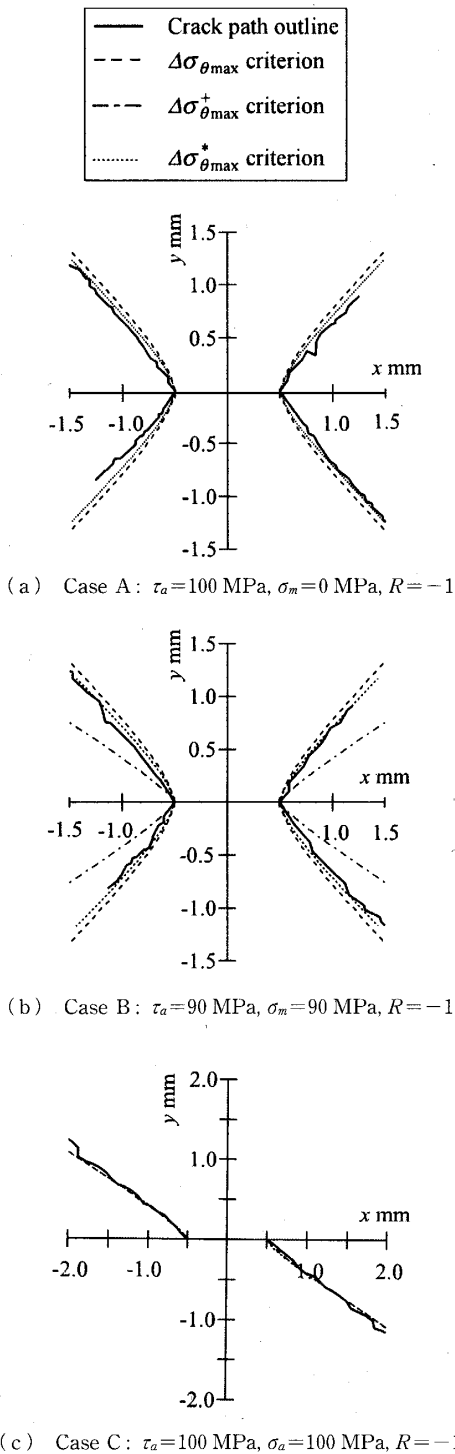 Crack path outline
Δσθmax criterion
Δσ⁺θmax criterion
Δσ*θmax criterion
y mm
1.5
1.0
0.5
x mm
-1.5 -1.0 1.0 1.5
-0.5
-1.0
-1.5
(a) Case A: τa=100 MPa, σm=0 MPa, R=−1
y mm
1.5
1.0
0.5
x mm
-1.5 -1.0 1.0 1.5
-0.5
-1.0
-1.5
(b) Case B: τa=90 MPa, σm=90 MPa, R=−1
y mm
2.0
1.0
x mm
-2.0 -1.0 1.0 2.0
-1.0
-2.0
(c) Case C: τa=100 MPa, σa=100 MPa, R=−1